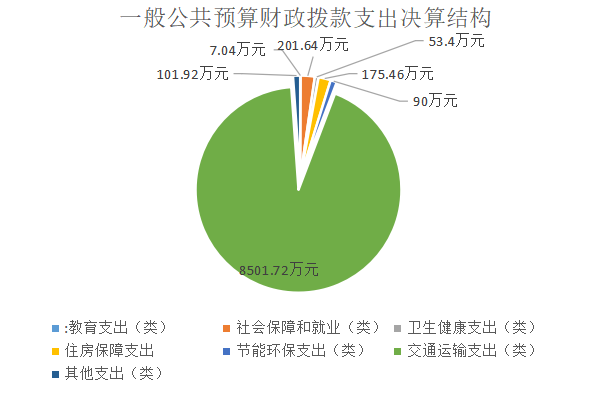 一般公共预算财政拨款支出决算结构
7.04万元
201.64万元
53.4万元
101.92万元
175.46万元
90万元
8501.72万元
:教育支出（类）
社会保障和就业（类）
卫生健康支出（类）
住房保障支出
节能环保支出（类）
交通运输支出（类）
其他支出（类）